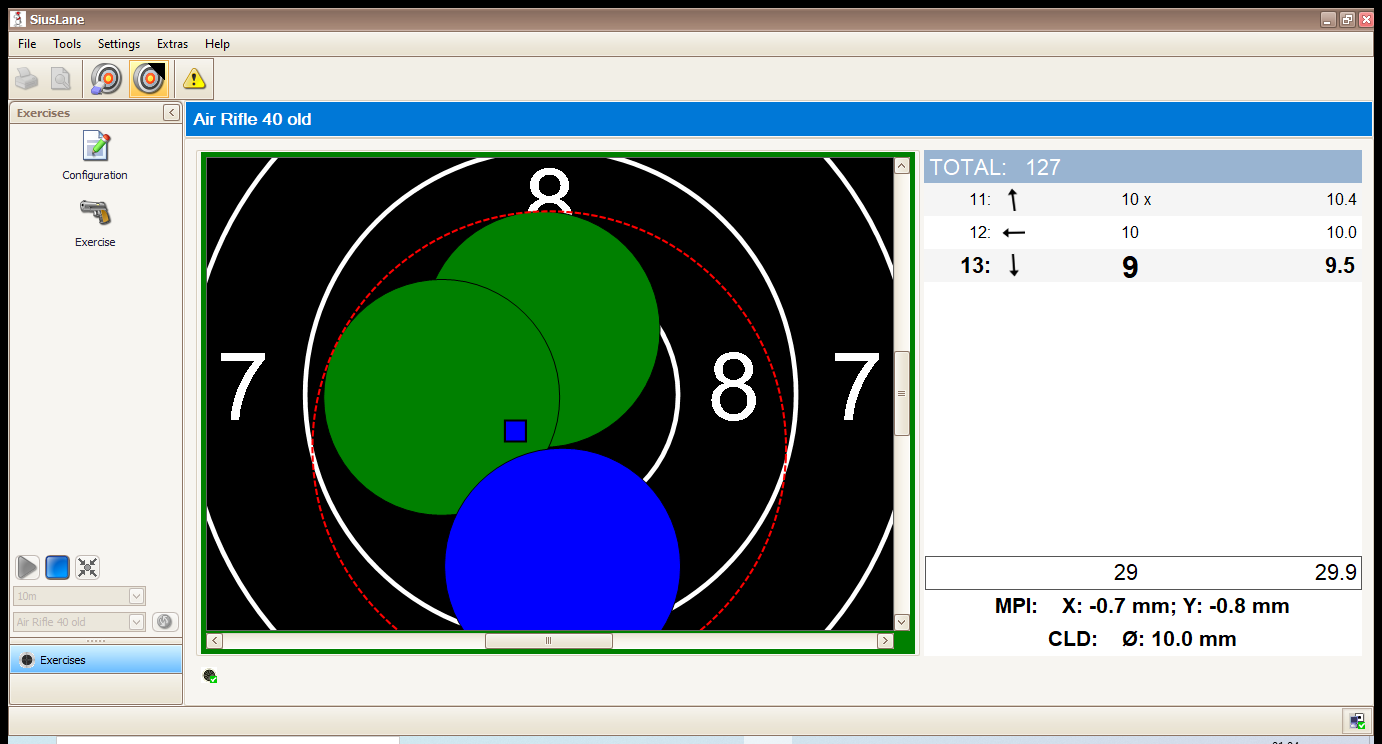 SiusLane
File Tools Settings Extras Help
Exercises
Configuration
Exercise
10m
Air Rifle 40 old
Exercises
Air Rifle 40 old
8
7 8 7
TOTAL: 127
11: 10 x 10.4
12: 10 10.0
13: 9 9.5
29 29.9
MPI: X: -0.7 mm; Y: -0.8 mm
CLD: Ø: 10.0 mm